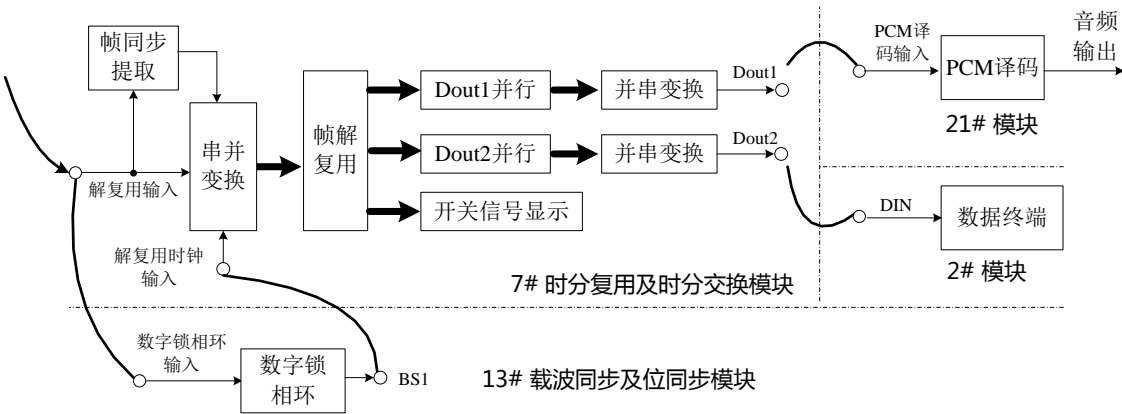 帧同步
提取
解复用输入
串并
变换
解复用时钟
输入
帧解
复用
Dout1并行
并串变换
Dout1
Dout2并行
并串变换
Dout2
开关信号显示
7# 时分复用及时分交换模块
PCM译
码输入
PCM译码
音频
输出
21# 模块
DIN
数据终端
2# 模块
数字锁相环
输入
数字锁
相环
BS1
13# 载波同步及位同步模块